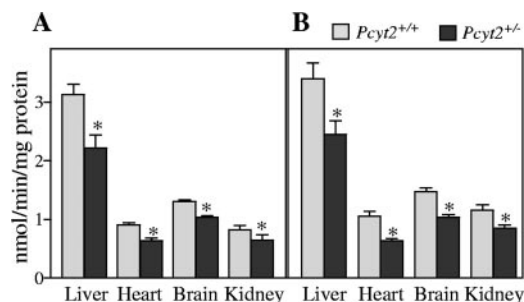 A
B
Pcyt2+/+
Pcyt2+/-
nmol/min/mg protein
3
2
1
0
* * * *
* * * *
Liver Heart Brain Kidney
Liver Heart Brain Kidney